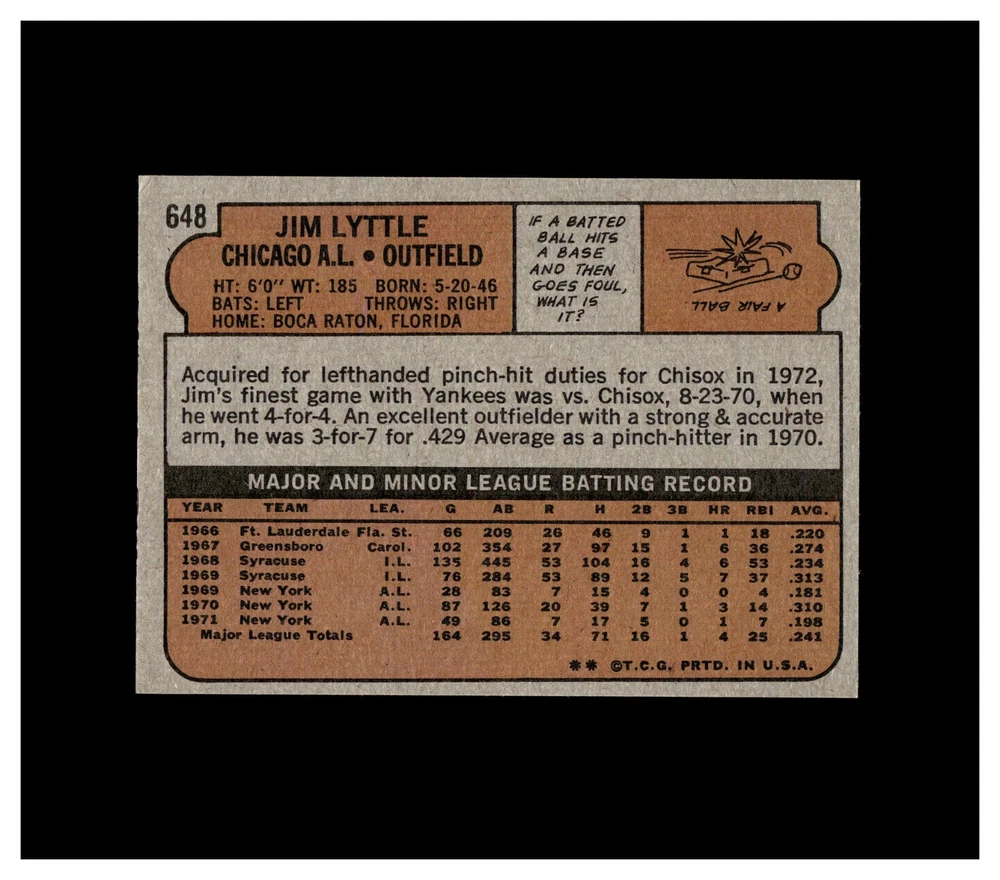 648
JIM LYTTLE
CHICAGO A.L. • OUTFIELD
HT: 6'0" WT: 185 BORN: 5-20-46
BATS: LEFT THROWS: RIGHT
HOME: BOCA RATON, FLORIDA
IF A BATTED
BALL HITS
A BASE
AND THEN
GOES FOUL,
WHAT IS
IT?
A FAIR BALL.
Acquired for lefthanded pinch-hit duties for Chisox in 1972,
Jim's finest game with Yankees was vs. Chisox, 8-23-70, when
he went 4-for-4. An excellent outfielder with a strong & accurate
arm, he was 3-for-7 for .429 Average as a pinch-hitter in 1970.
MAJOR AND MINOR LEAGUE BATTING RECORD
YEAR TEAM LEA. G AB R H 2B 3B HR RBI AVG.
1966 Ft. Lauderdale Fla. St. 66 209 26 46 9 1 1 18 .220
1967 Greensboro Carol. 102 354 27 97 15 1 6 36 .274
1968 Syracuse I.L. 135 445 53 104 16 4 6 53 .234
1969 Syracuse I.L. 76 284 53 89 12 5 7 37 .313
1969 New York A.L. 28 83 7 15 4 0 0 4 .181
1970 New York A.L. 87 126 20 39 7 1 3 14 .310
1971 New York A.L. 49 86 7 17 5 0 1 7 .198
Major League Totals 164 295 34 71 16 1 4 25 .241
** ©T.C.G. PRTD. IN U.S.A.